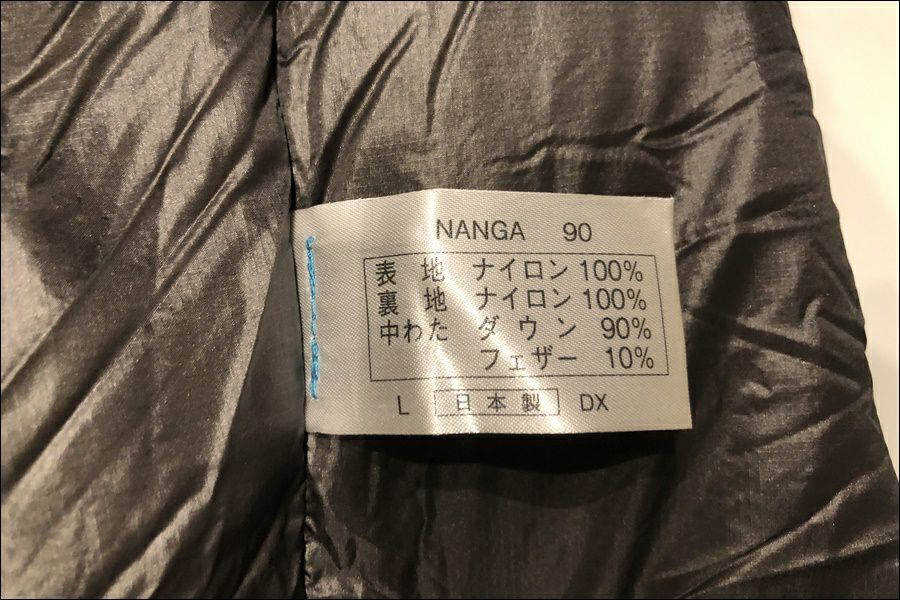 NANGA 90
表地 ナイロン 100%
裏地 ナイロン 100%
中わた ダウン 90%
フェザー 10%
L 日本製 DX